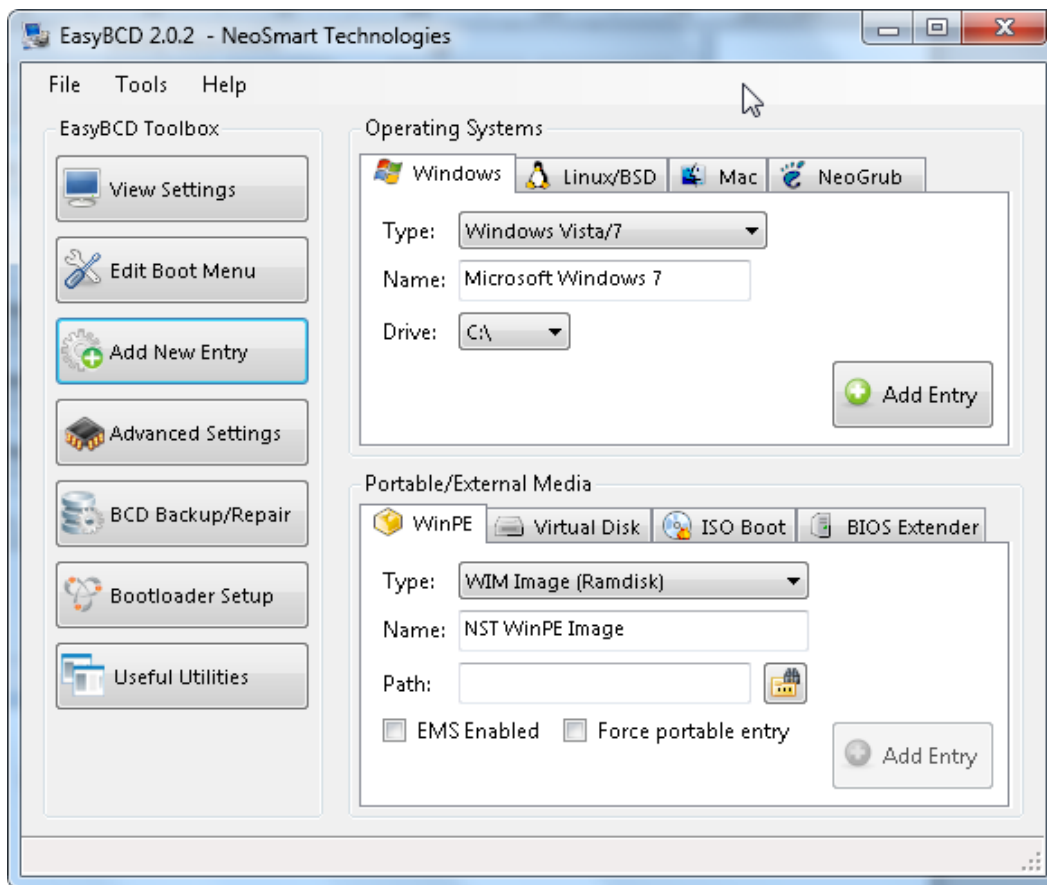 EasyBCD 2.0.2 - NeoSmart Technologies
File Tools Help
EasyBCD Toolbox
View Settings
Edit Boot Menu
Add New Entry
Advanced Settings
BCD Backup/Repair
Bootloader Setup
Useful Utilities
Operating Systems
Windows Linux/BSD Mac NeoGrub
Type: Windows Vista/7
Name: Microsoft Windows 7
Drive: C:\
Add Entry
Portable/External Media
WinPE Virtual Disk ISO Boot BIOS Extender
Type: WIM Image (Ramdisk)
Name: NST WinPE Image
Path:
EMS Enabled Force portable entry
Add Entry